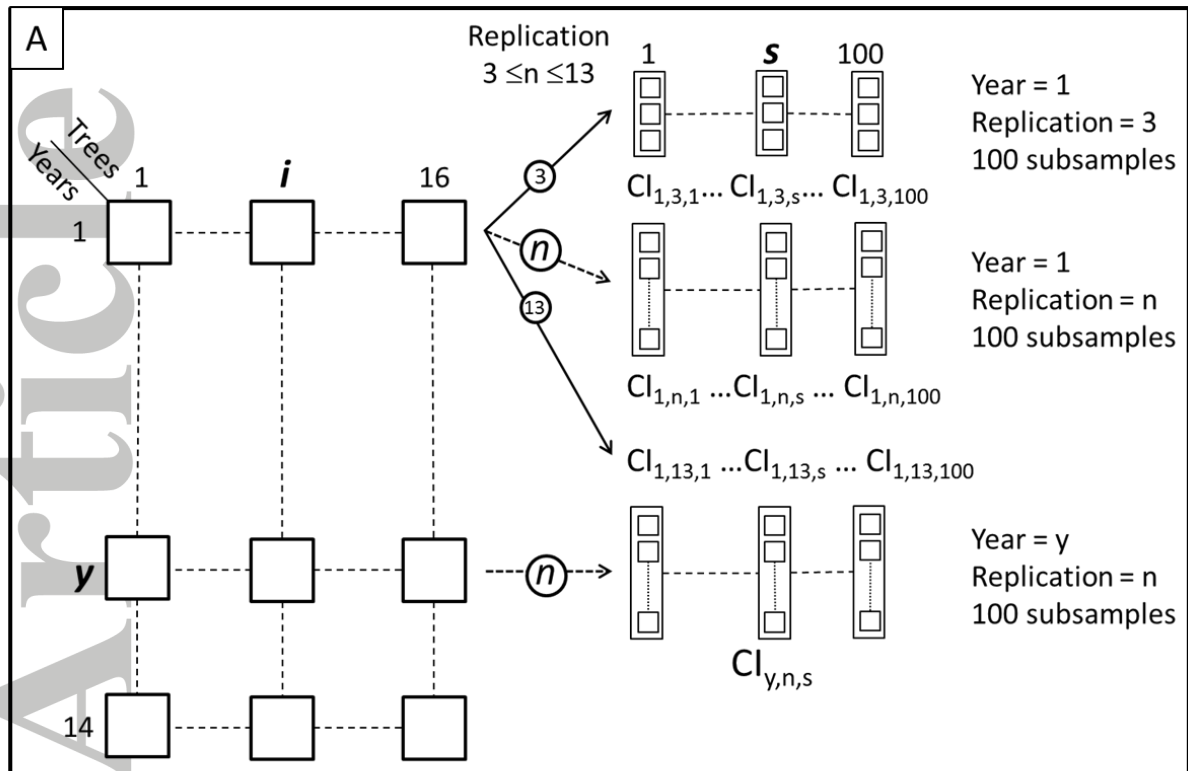 A
Replication
3 ≤n ≤13
1 s 100
Year = 1
Replication = 3
100 subsamples
Trees
Years
1 i 16
3
CI1,3,1... CI1,3,s... CI1,3,100
1
n
Year = 1
Replication = n
100 subsamples
13
CI1,n,1 ...CI1,n,s ... CI1,n,100
CI1,13,1 ...CI1,13,s ... CI1,13,100
y
n
Year = y
Replication = n
100 subsamples
CIy,n,s
14
Article